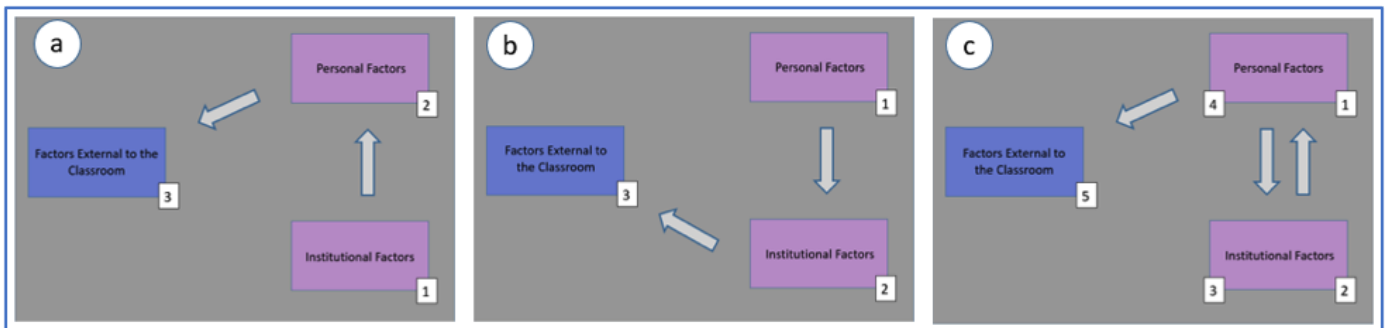 a
Personal Factors
2
Factors External to the
Classroom
3
Institutional Factors
1
b
Personal Factors
1
Factors External to
the Classroom
3
Institutional Factors
2
c
Personal Factors
4
1
Factors External to
the Classroom
5
Institutional Factors
3
2